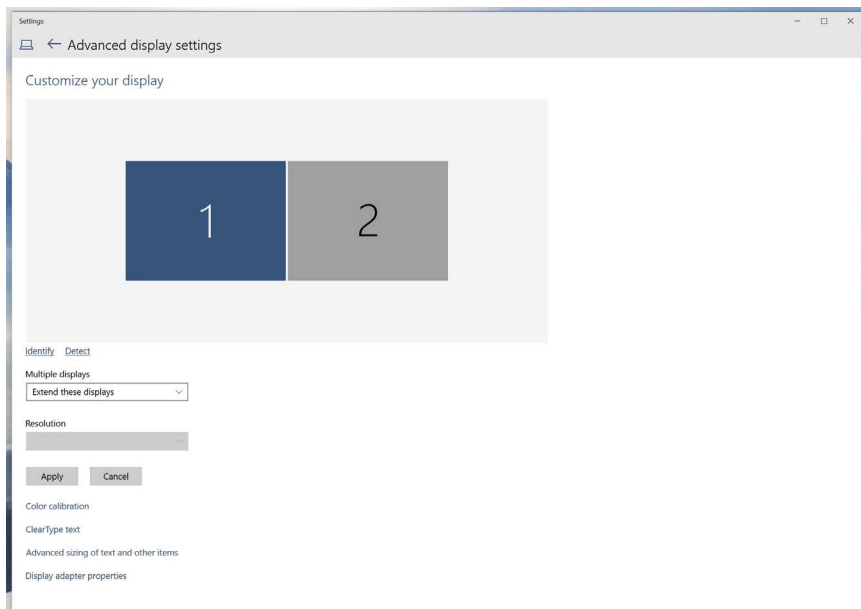 Settings
Advanced display settings
Customize your display
1 2
Identify Detect
Multiple displays
Extend these displays
Resolution
Apply Cancel
Color calibration
ClearType text
Advanced sizing of text and other items
Display adapter properties